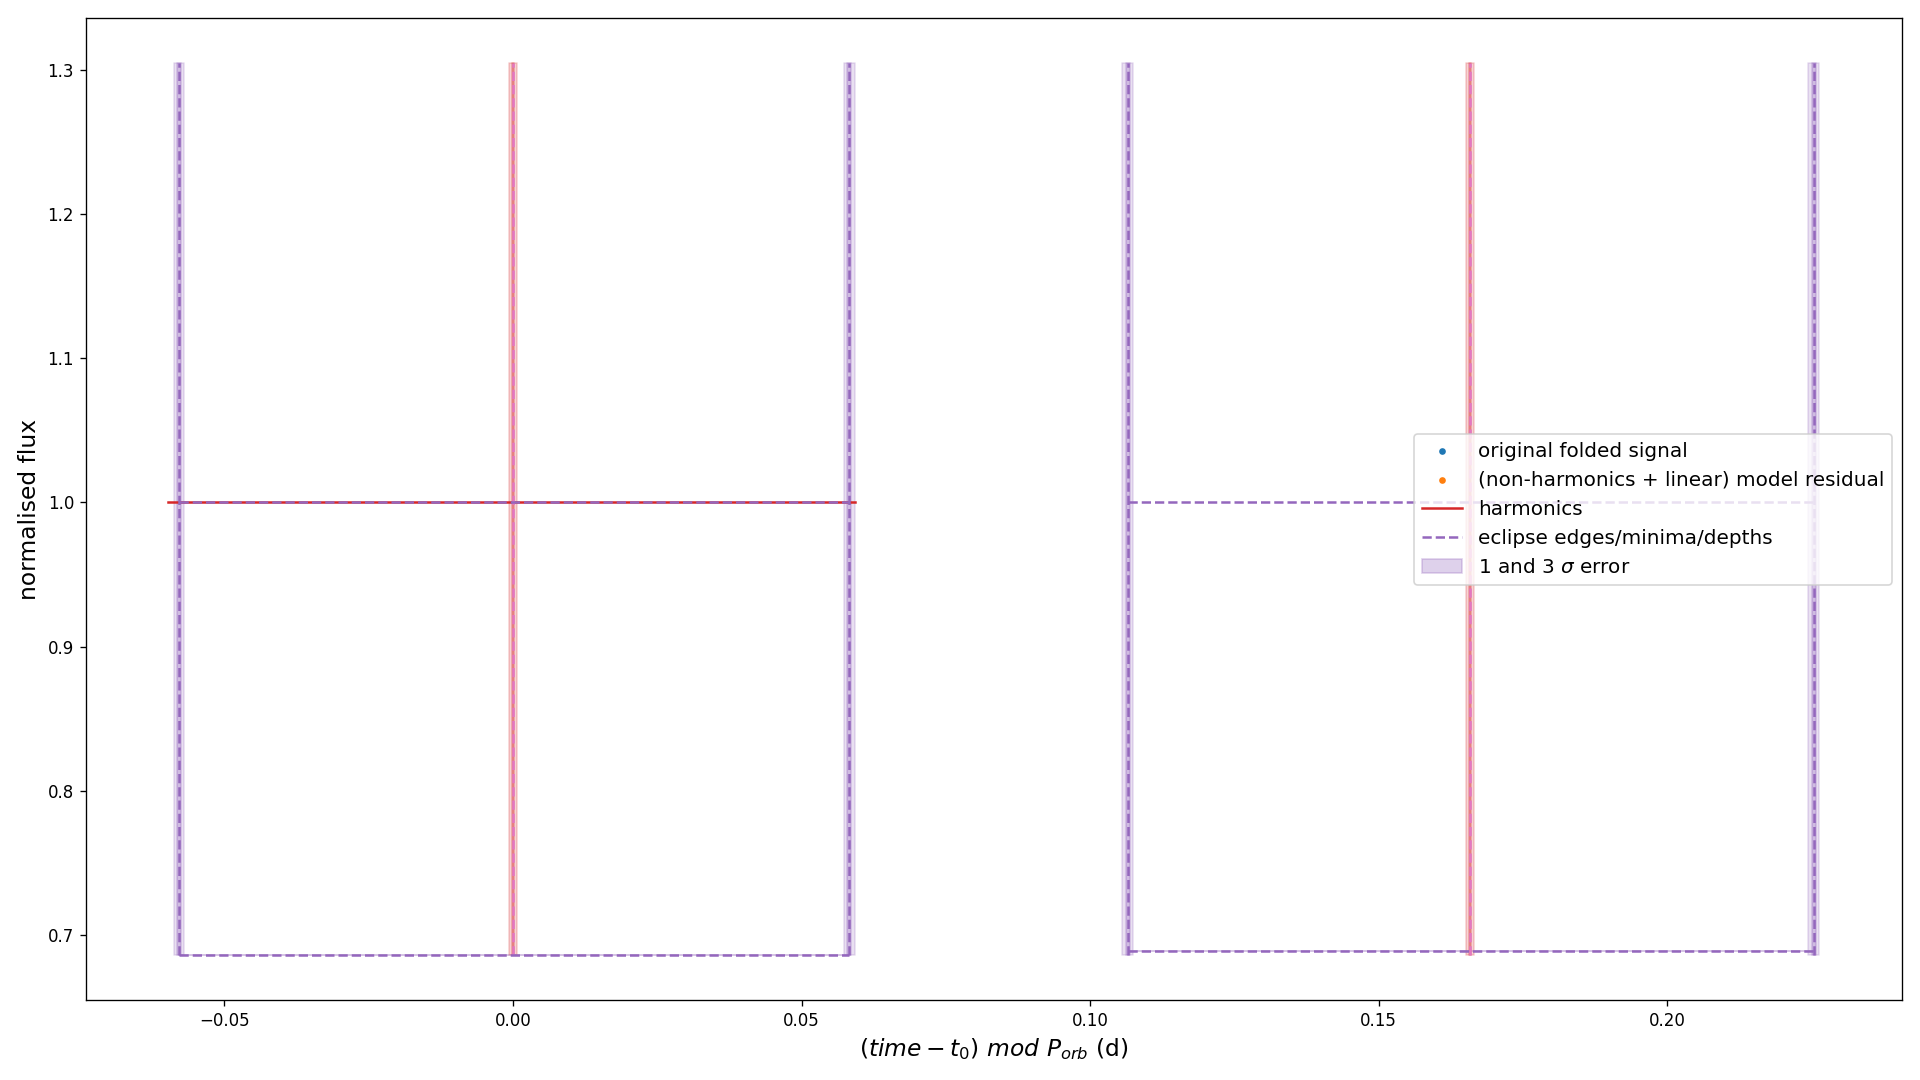 1.3
1.2
1.1
1.0
0.9
0.8
0.7
normalised flux
original folded signal
(non-harmonics + linear) model residual
harmonics
eclipse edges/minima/depths
1 and 3 σ error
−0.05
0.00
0.05
0.10
0.15
0.20
(time − t₀) mod P_orb (d)